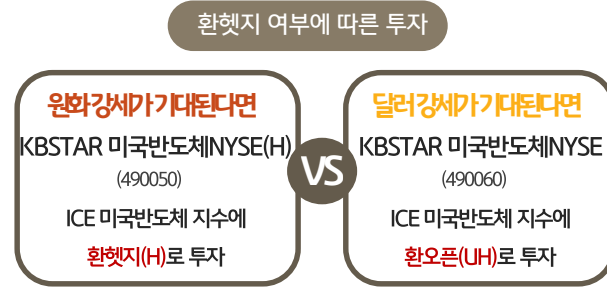 환헷지 여부에 따른 투자
원화 강세가 기대된다면
KBSTAR 미국반도체NYSE(H)
(490050)
ICE 미국반도체 지수에
환헷지(H)로 투자
VS
달러 강세가 기대된다면
KBSTAR 미국반도체NYSE
(490060)
ICE 미국반도체 지수에
환오픈(UH)로 투자